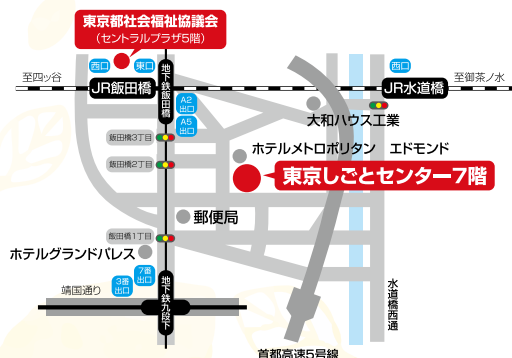 東京都社会福祉協議会
（セントラルプラザ5階）
西口
東口
西口
至四ッ谷
至御茶ノ水
JR飯田橋
地下鉄飯田橋
JR水道橋
A2
出口
A5
出口
大和ハウス工業
飯田橋3丁目
ホテルメトロポリタン　エドモンド
飯田橋2丁目
東京しごとセンター7階
郵便局
飯田橋1丁目
ホテルグランドパレス
7番
出口
3番
出口
靖国通り
地下鉄九段下
水道橋西通
首都高速5号線